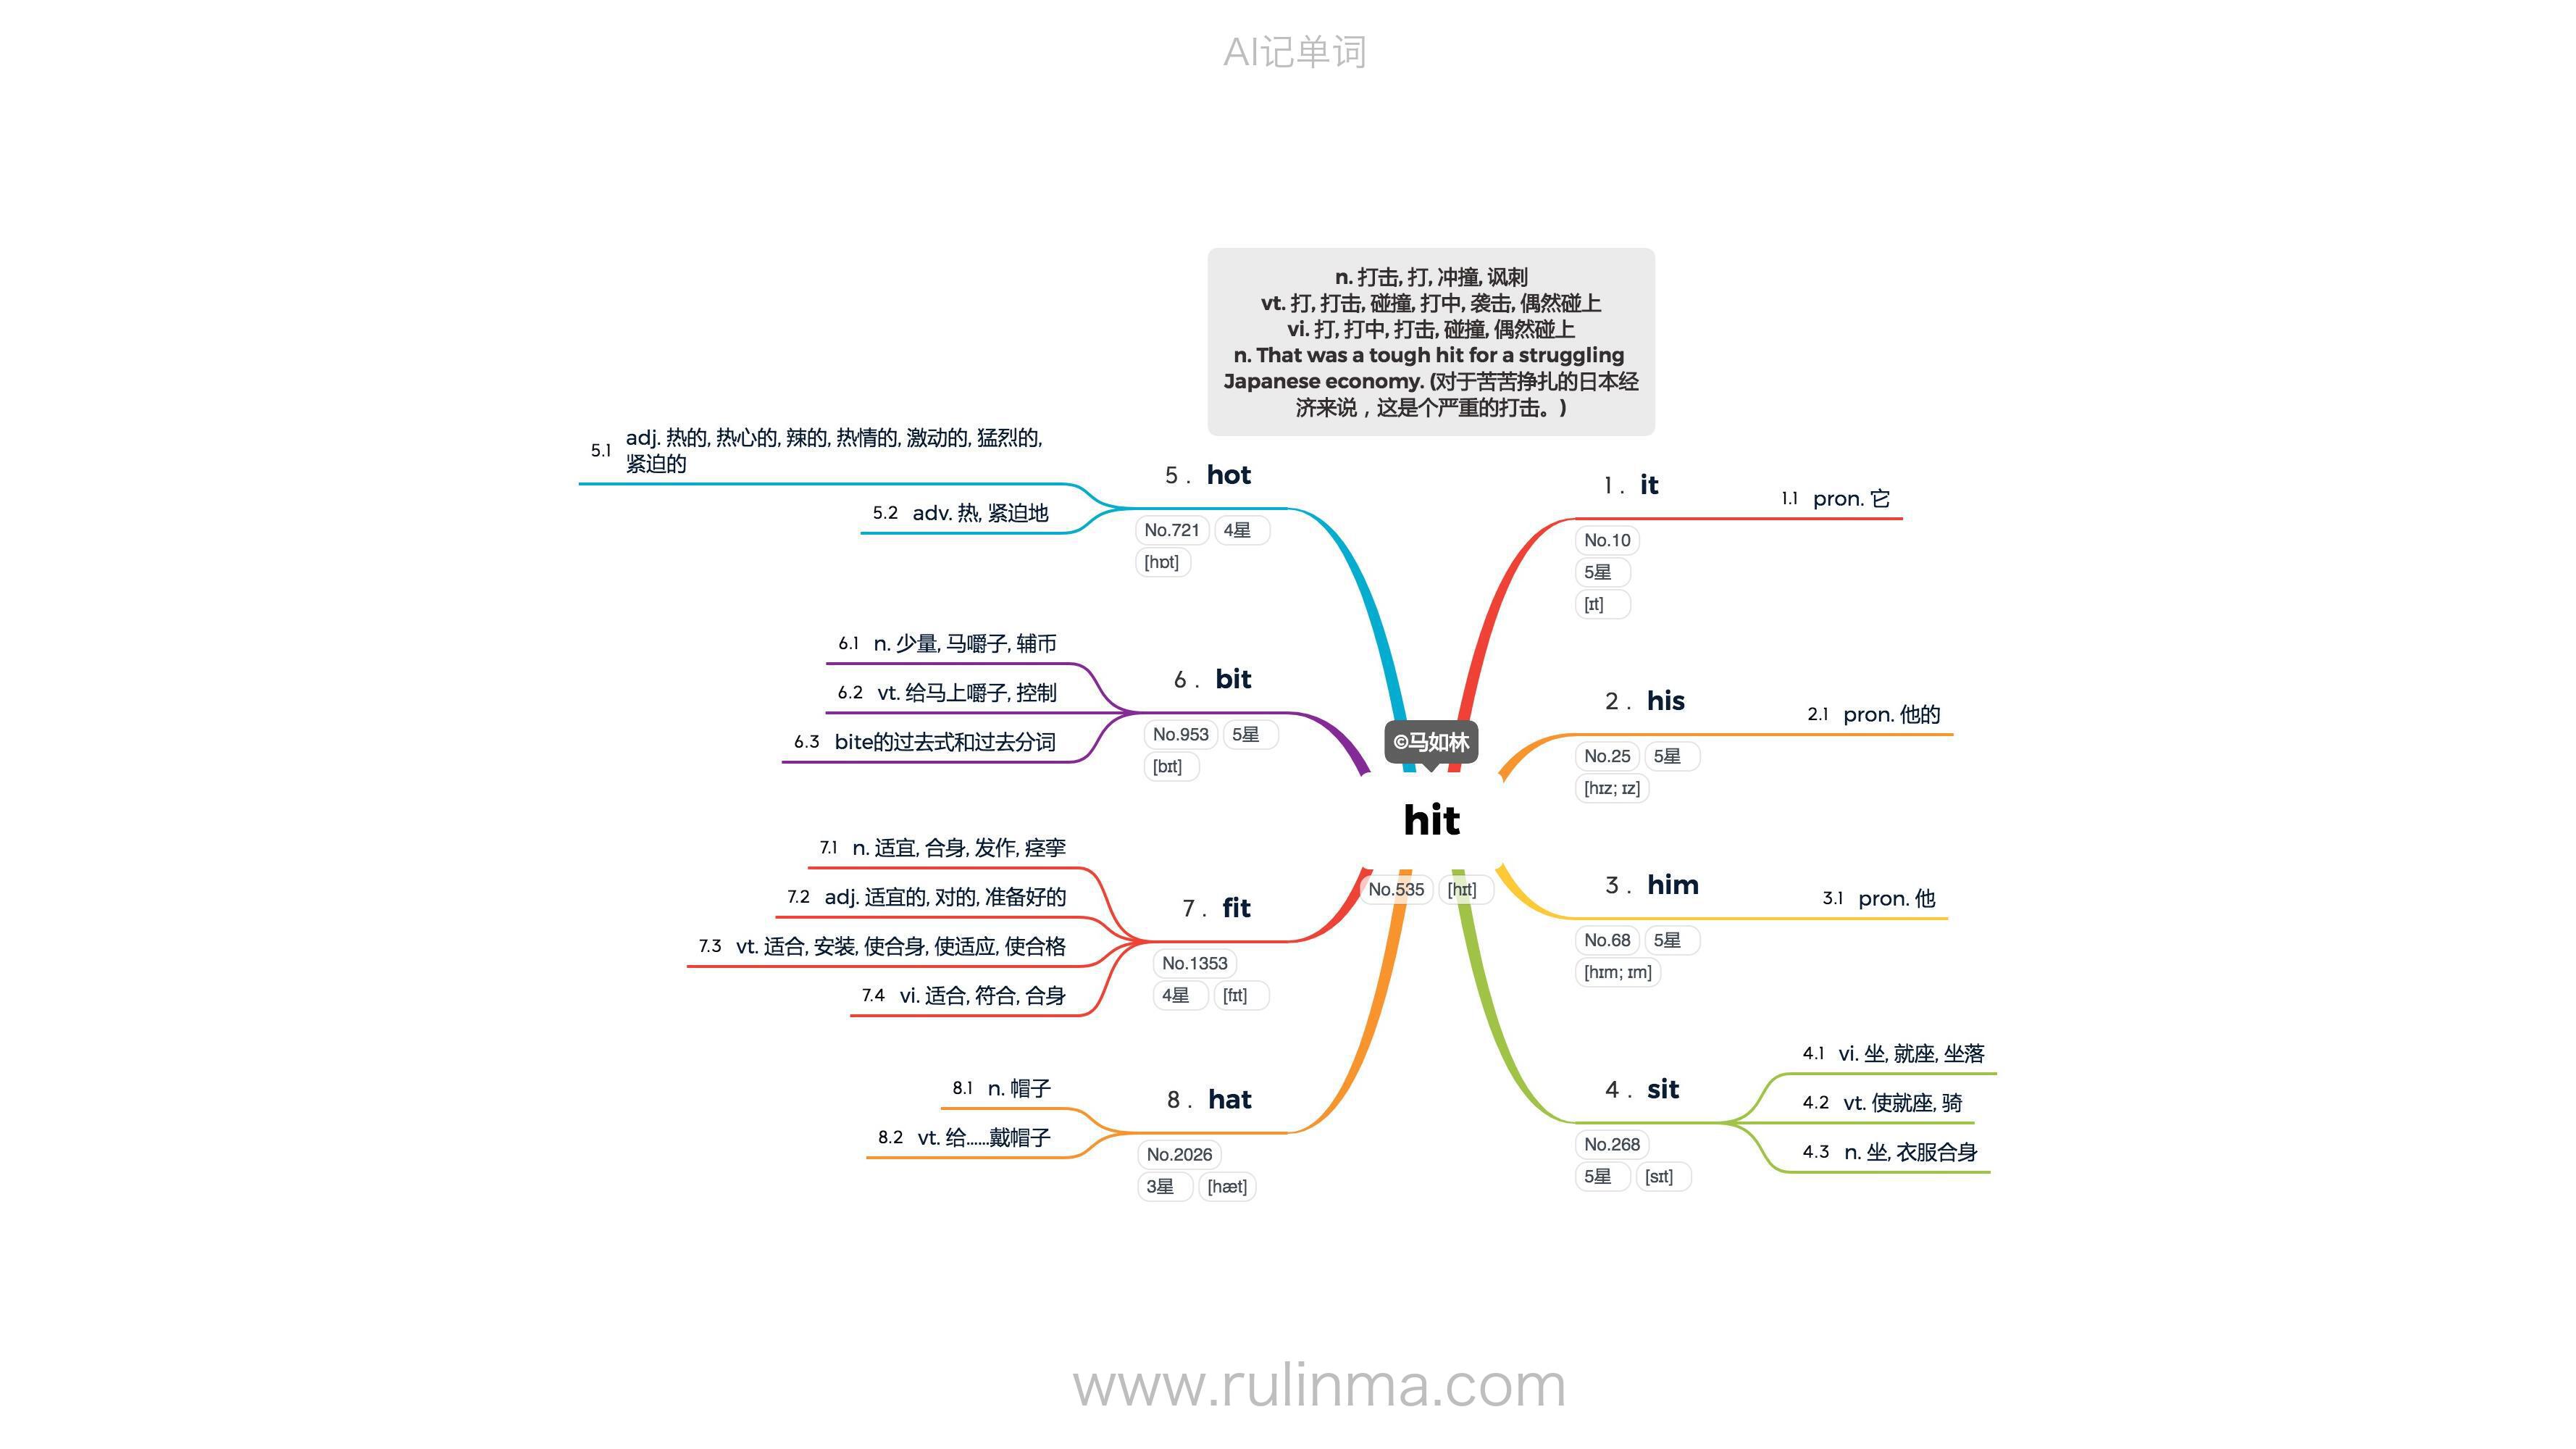 AI记单词
n. 打击, 打, 冲撞, 讽刺
vt. 打, 打击, 碰撞, 打中, 袭击, 偶然碰上
vi. 打, 打中, 打击, 碰撞, 偶然碰上
n. That was a tough hit for a struggling
Japanese economy. (对于苦苦挣扎的日本经
济来说，这是个严重的打击。)
©马如林
hit
No.535 [hɪt]
1 . it
No.10
5星
[ɪt]
1.1 pron. 它
2 . his
No.25 5星
[hɪz; ɪz]
2.1 pron. 他的
3 . him
No.68 5星
[hɪm; ɪm]
3.1 pron. 他
4 . sit
No.268
5星 [sɪt]
4.1 vi. 坐, 就座, 坐落
4.2 vt. 使就座, 骑
4.3 n. 坐, 衣服合身
5 . hot
No.721 4星
[hɒt]
5.1 adj. 热的, 热心的, 辣的, 热情的, 激动的, 猛烈的,
紧迫的
5.2 adv. 热, 紧迫地
6 . bit
No.953 5星
[bɪt]
6.1 n. 少量, 马嚼子, 辅币
6.2 vt. 给马上嚼子, 控制
6.3 bite的过去式和过去分词
7 . fit
No.1353
4星 [fɪt]
7.1 n. 适宜, 合身, 发作, 痉挛
7.2 adj. 适宜的, 对的, 准备好的
7.3 vt. 适合, 安装, 使合身, 使适应, 使合格
7.4 vi. 适合, 符合, 合身
8 . hat
No.2026
3星 [hæt]
8.1 n. 帽子
8.2 vt. 给......戴帽子
www.rulinma.com